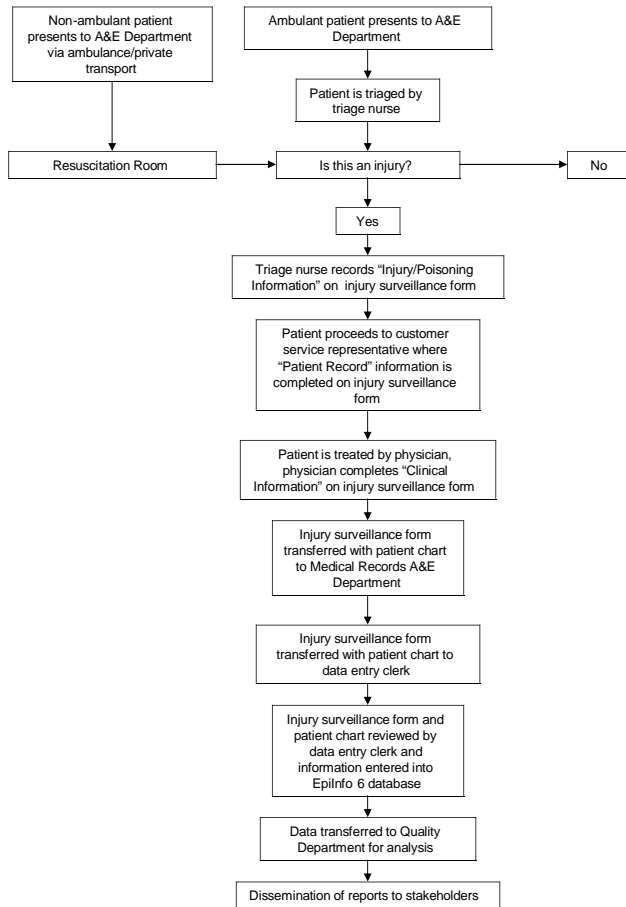 Non-ambulant patient
presents to A&E Department
via ambulance/private
transport
Ambulant patient presents to A&E
Department
Patient is triaged by
triage nurse
Resuscitation Room
Is this an injury?
No
Yes
Triage nurse records “Injury/Poisoning
Information” on injury surveillance form
Patient proceeds to customer
service representative where
“Patient Record” information is
completed on injury surveillance
form
Patient is treated by physician,
physician completes “Clinical
Information” on injury surveillance form
Injury surveillance form
transferred with patient chart
to Medical Records A&E
Department
Injury surveillance form
transferred with patient chart to
data entry clerk
Injury surveillance form and
patient chart reviewed by
data entry clerk and
information entered into
EpiInfo 6 database
Data transferred to Quality
Department for analysis
Dissemination of reports to stakeholders